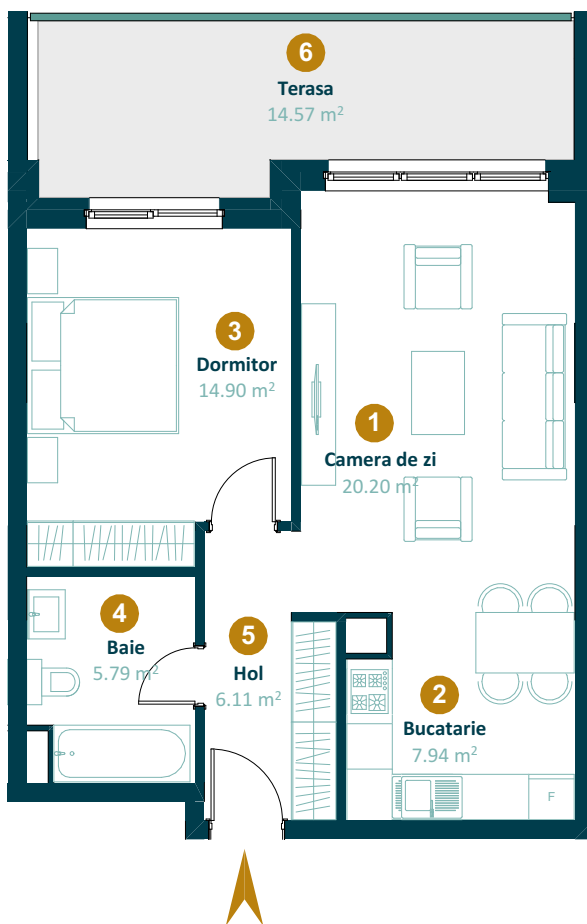 6
Terasa
14.57 m²
3
Dormitor
14.90 m²
1
Camera de zi
20.20 m²
4
Baie
5.79 m²
5
Hol
6.11 m²
2
Bucatarie
7.94 m²
F